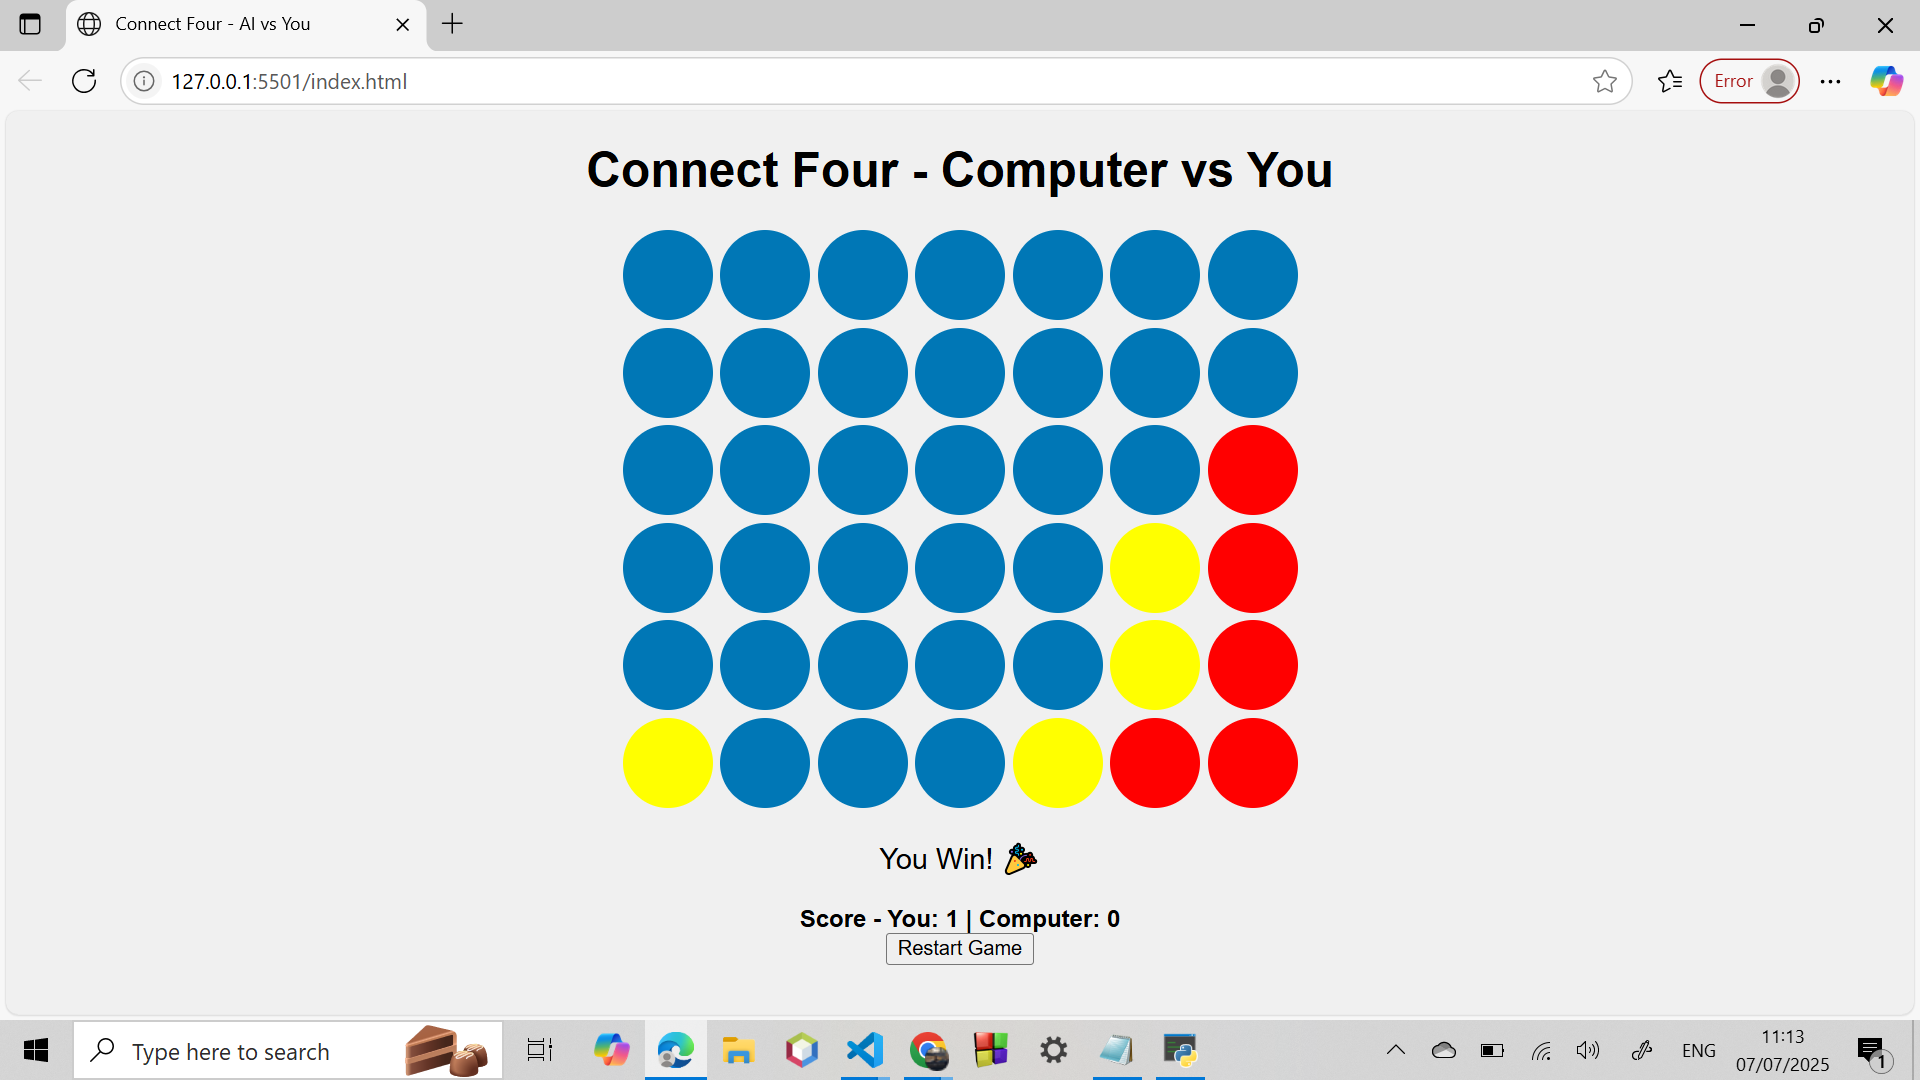 Connect Four - AI vs You
127.0.0.1:5501/index.html
Error
Connect Four - Computer vs You
You Win! 🎉
Score - You: 1 | Computer: 0
Restart Game
Type here to search
ENG
11:13
07/07/2025
1